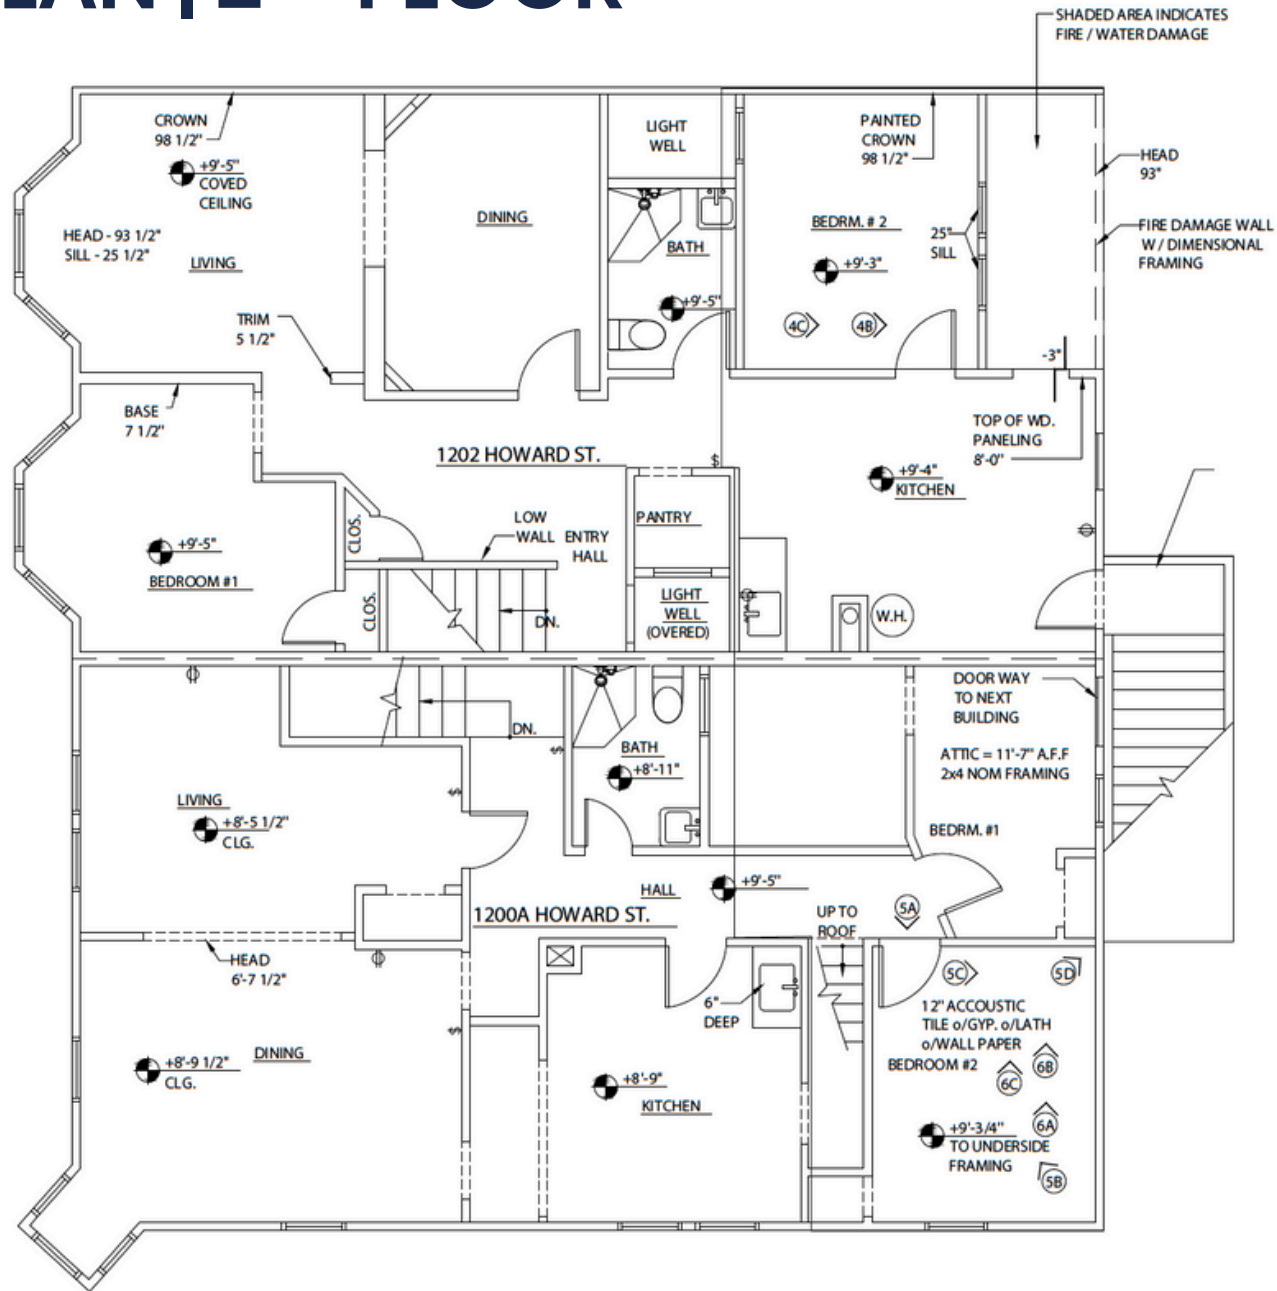 SHADED AREA INDICATES
FIRE / WATER DAMAGE
CROWN
98 1/2"
+9'-5"
COVED
CEILING
HEAD - 93 1/2"
SILL - 25 1/2"
LIVING
TRIM
5 1/2"
DINING
LIGHT
WELL
BATH
+9'-5"
PAINTED
CROWN
98 1/2"
BEDRM. # 2
25"
SILL
+9'-3"
4C
4B
HEAD
93"
FIRE DAMAGE WALL
W / DIMENSIONAL
FRAMING
-3"
BASE
7 1/2"
1202 HOWARD ST.
TOP OF WD.
PANELING
8'-0"
+9'-4"
KITCHEN
CLOS.
LOW
WALL
ENTRY
HALL
PANTRY
+9'-5"
BEDROOM #1
CLOS.
DN.
LIGHT
WELL
(OVERED)
W.H.
DN.
BATH
+8'-11"
DOOR WAY
TO NEXT
BUILDING
ATTIC = 11'-7" A.F.F
2x4 NOM FRAMING
BEDRM. #1
LIVING
+8'-5 1/2"
CLG.
HALL
+9'-5"
1200A HOWARD ST.
UP TO
ROOF
5A
HEAD
6'-7 1/2"
6"
DEEP
5C
5D
12" ACCOUSTIC
TILE o/GYP. o/LATH
o/WALL PAPER
BEDROOM #2
6B
6C
+8'-9 1/2"
CLG.
DINING
+8'-9"
KITCHEN
6A
+9'-3/4"
TO UNDERSIDE
FRAMING
5B